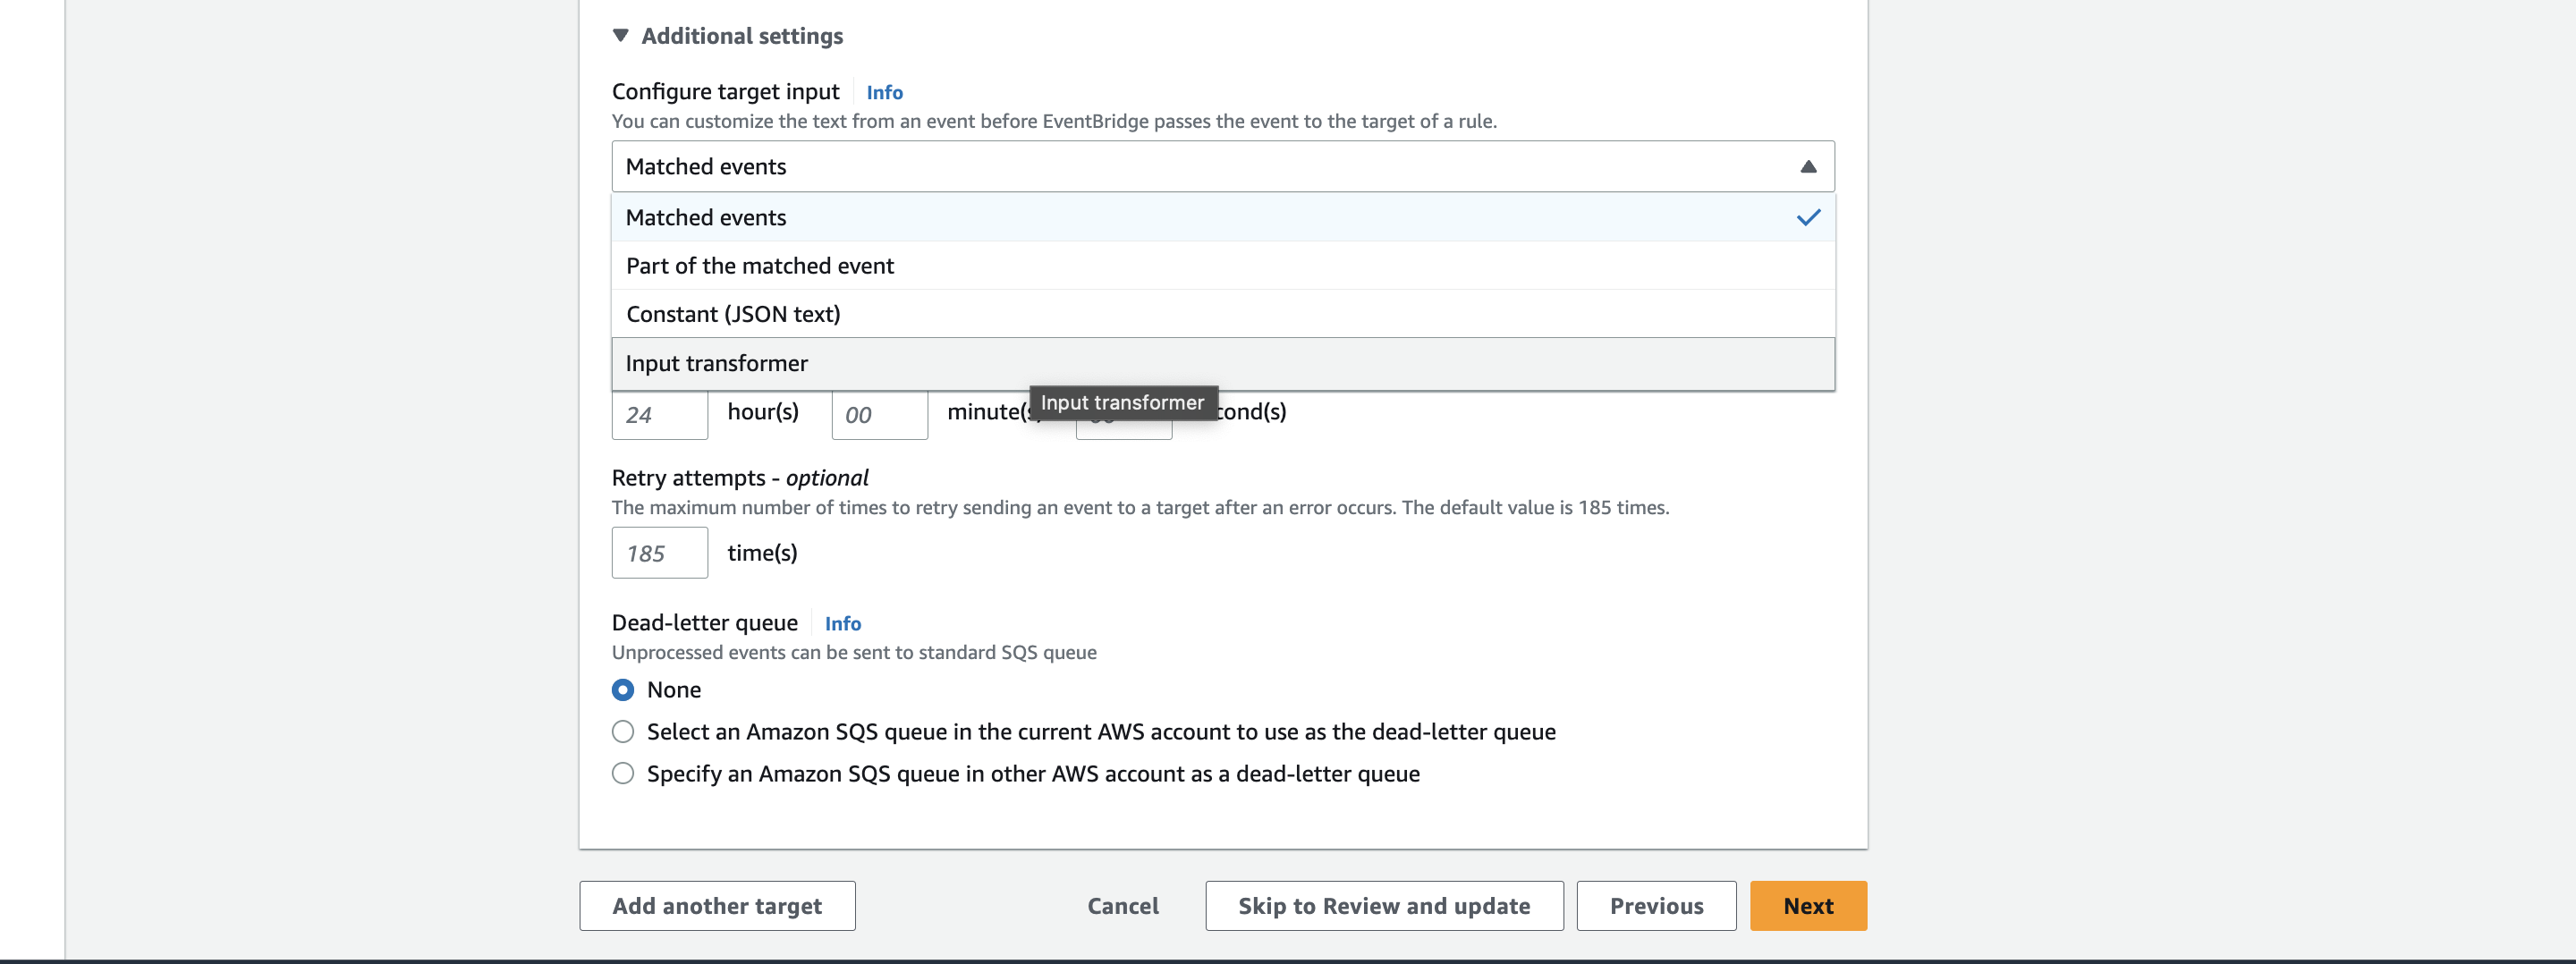 Additional settings
Configure target input Info
You can customize the text from an event before EventBridge passes the event to the target of a rule.
Matched events
Matched events
Part of the matched event
Constant (JSON text)
Input transformer
Input transformer
24 hour(s) 00 minute(s)
Retry attempts - optional
The maximum number of times to retry sending an event to a target after an error occurs. The default value is 185 times.
185 time(s)
Dead-letter queue Info
Unprocessed events can be sent to standard SQS queue
None
Select an Amazon SQS queue in the current AWS account to use as the dead-letter queue
Specify an Amazon SQS queue in other AWS account as a dead-letter queue
Add another target Cancel Skip to Review and update Previous Next